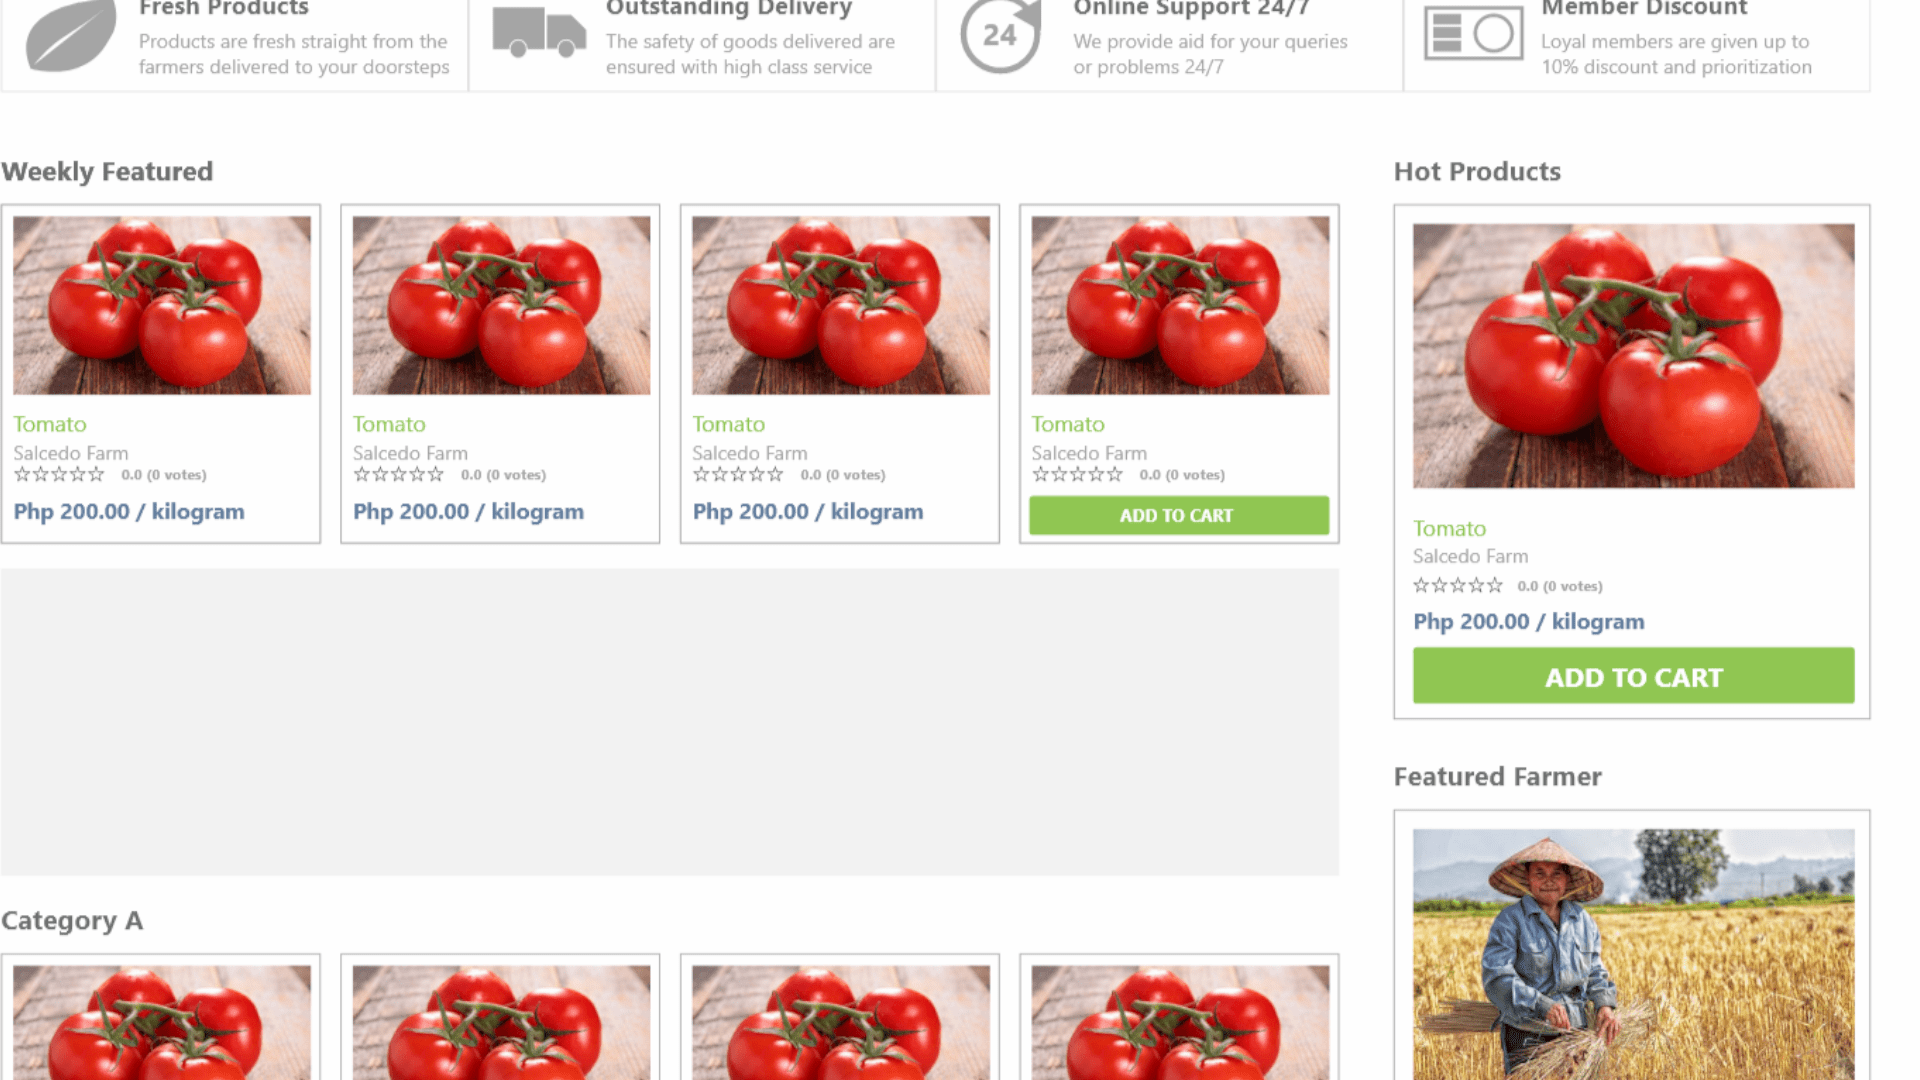 Fresh Products
Products are fresh straight from the
farmers delivered to your doorsteps
Outstanding Delivery
The safety of goods delivered are
ensured with high class service
24
Online Support 24/7
We provide aid for your queries
or problems 24/7
Member Discount
Loyal members are given up to
10% discount and prioritization
Weekly Featured
Tomato
Salcedo Farm
0.0 (0 votes)
Php 200.00 / kilogram
Tomato
Salcedo Farm
0.0 (0 votes)
Php 200.00 / kilogram
Tomato
Salcedo Farm
0.0 (0 votes)
Php 200.00 / kilogram
Tomato
Salcedo Farm
0.0 (0 votes)
ADD TO CART
Hot Products
Tomato
Salcedo Farm
0.0 (0 votes)
Php 200.00 / kilogram
ADD TO CART
Featured Farmer
Category A